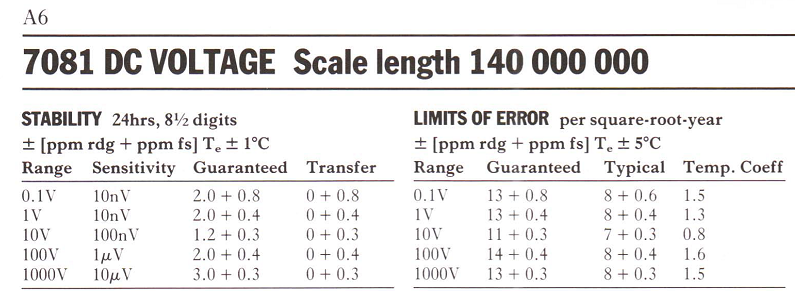 A6
7081 DC VOLTAGE Scale length 140 000 000
STABILITY 24hrs, 8½ digits
± [ppm rdg + ppm fs] Te ± 1°C
Range Sensitivity Guaranteed Transfer
0.1V 10nV 2.0 + 0.8 0 + 0.8
1V 10nV 2.0 + 0.4 0 + 0.4
10V 100nV 1.2 + 0.3 0 + 0.3
100V 1µV 2.0 + 0.4 0 + 0.4
1000V 10µV 3.0 + 0.3 0 + 0.3
LIMITS OF ERROR per square-root-year
± [ppm rdg + ppm fs] Te ± 5°C
Range Guaranteed Typical Temp. Coeff
0.1V 13 + 0.8 8 + 0.6 1.5
1V 13 + 0.4 8 + 0.4 1.3
10V 11 + 0.3 7 + 0.3 0.8
100V 14 + 0.4 8 + 0.4 1.6
1000V 13 + 0.3 8 + 0.3 1.5